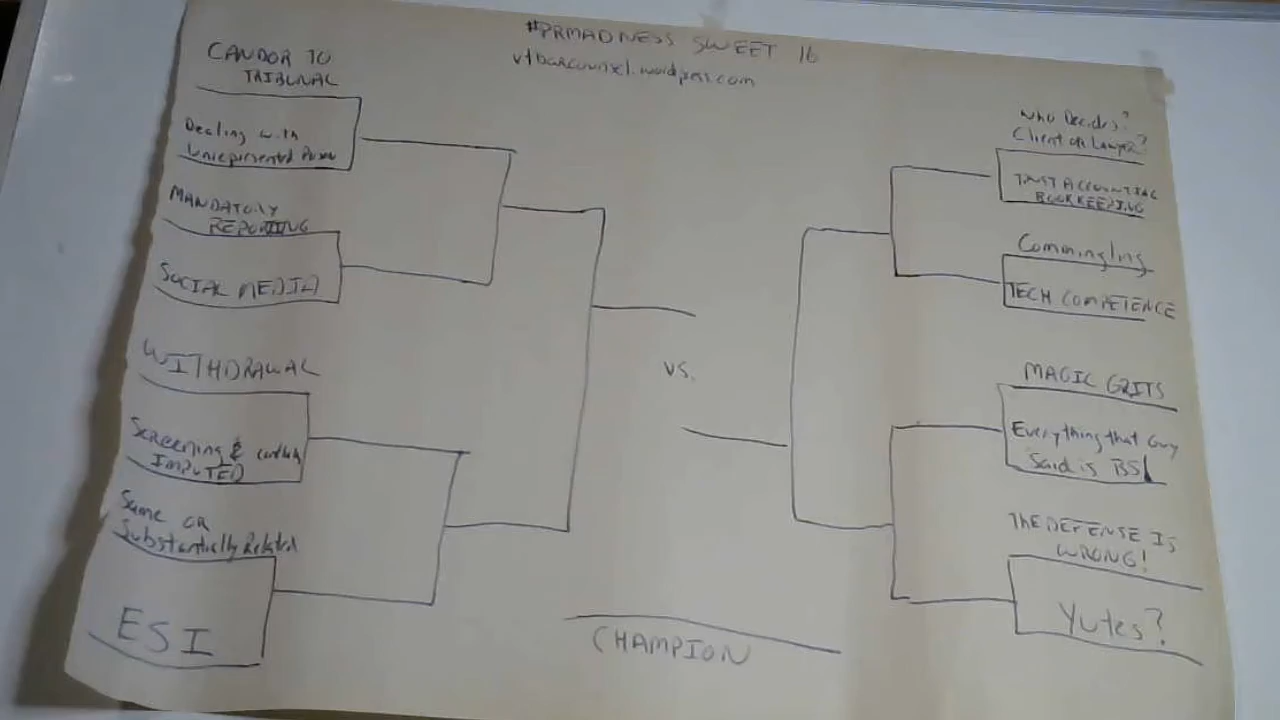 #PRMADNESS SWEET 16
vtbarcounsel.wordpress.com
CANDOR TO
TRIBUNAL
Dealing with
Unrepresented Person
MANDATORY
REPORTING
SOCIAL MEDIA
WITHDRAWAL
Screening &
IMPUTED
Same OR
Substantially Related
ESI
Who Decides?
Client or Lawyer?
TRUST ACCOUNTING
BOOKKEEPING
Commingling
TECH COMPETENCE
MAGIC GRITS
Everything that Guy
Said is BS
THE DEFENSE IS
WRONG!
Yutes?
VS.
CHAMPION